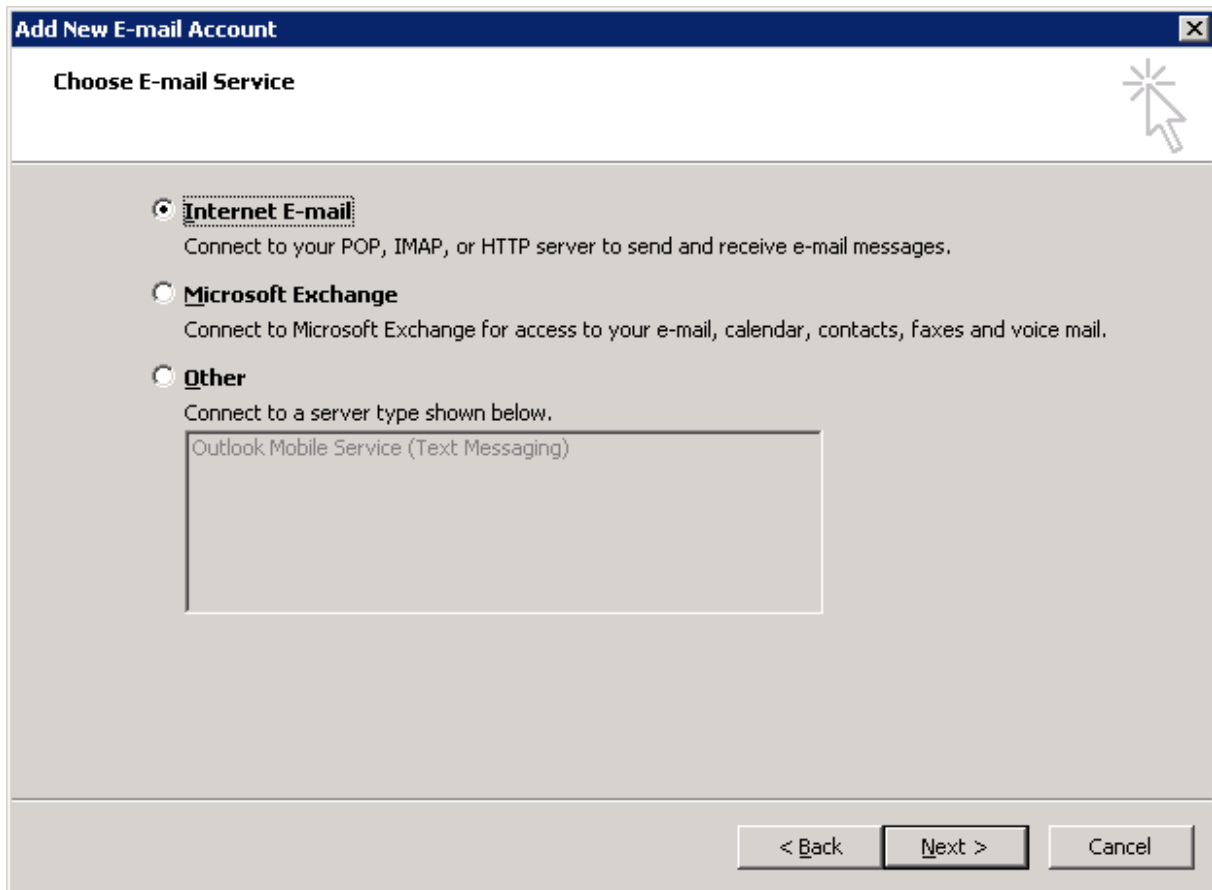 Add New E-mail Account
Choose E-mail Service
Internet E-mail
Connect to your POP, IMAP, or HTTP server to send and receive e-mail messages.
Microsoft Exchange
Connect to Microsoft Exchange for access to your e-mail, calendar, contacts, faxes and voice mail.
Other
Connect to a server type shown below.
Outlook Mobile Service (Text Messaging)
< Back Next > Cancel